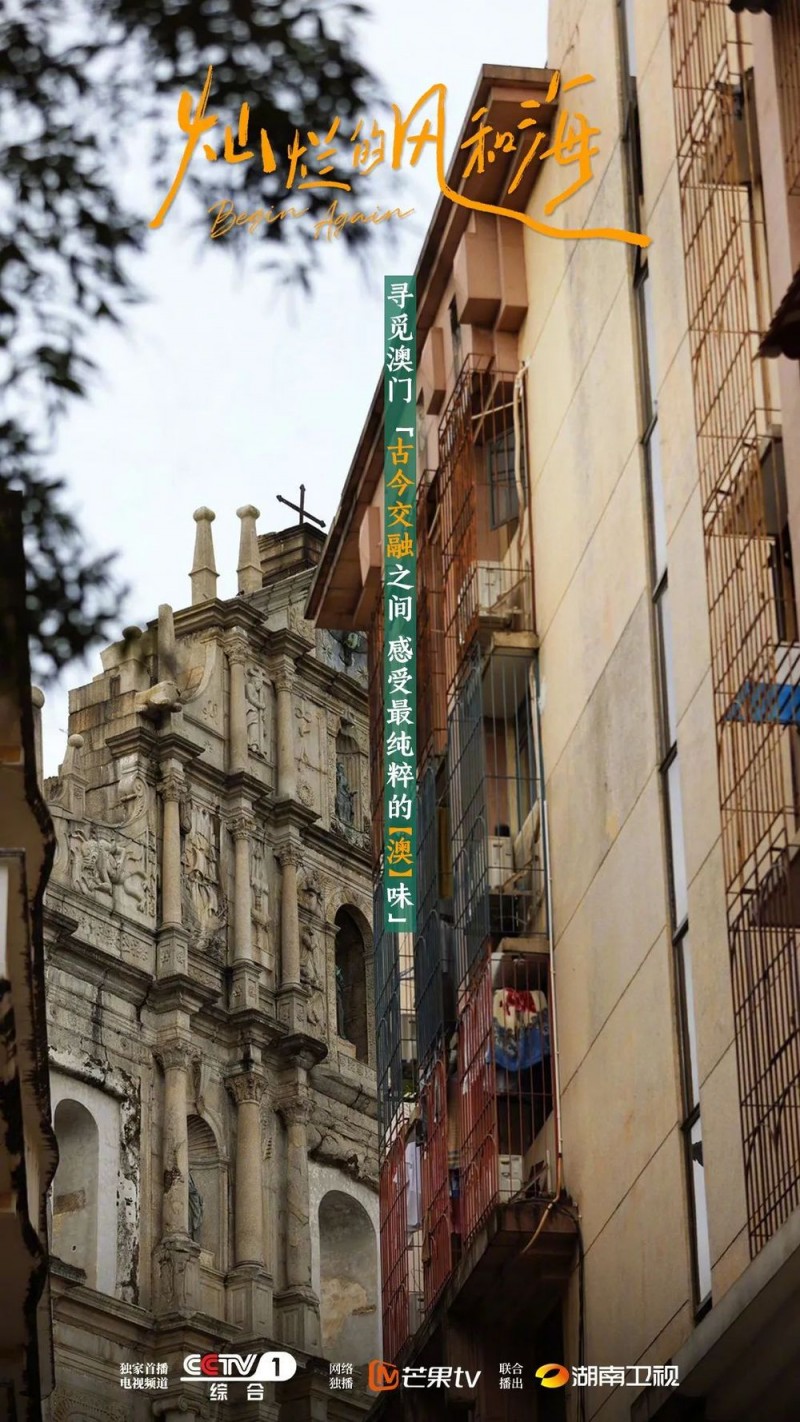 灿烂的风和海
Begin Again
寻觅澳门「古今交融之间 感受最纯粹的【澳】味」
独家首播
电视频道
CCTV 1
综合
网络
独播
芒果tv
联合
播出
湖南卫视